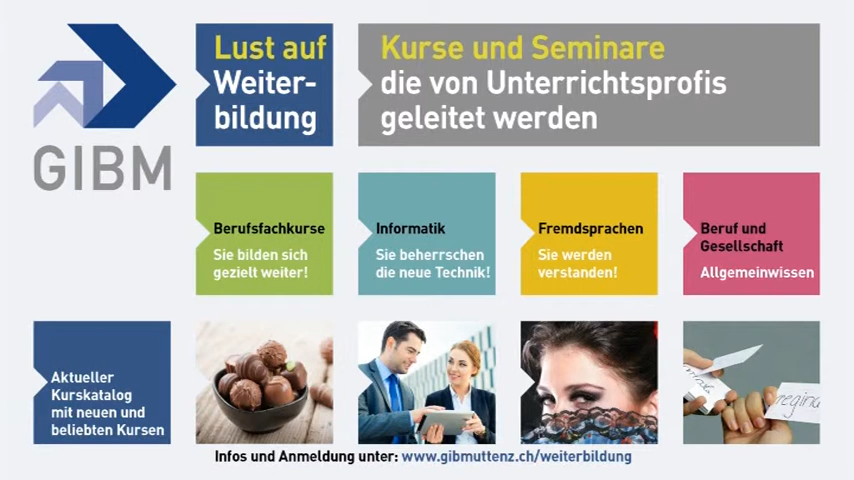 GIBM
Lust auf
Weiter-
bildung
Kurse und Seminare
die von Unterrichtsprofis
geleitet werden
Berufsfachkurse
Sie bilden sich
gezielt weiter!
Informatik
Sie beherrschen
die neue Technik!
Fremdsprachen
Sie werden
verstanden!
Beruf und
Gesellschaft
Allgemeinwissen
Aktueller
Kurskatalog
mit neuen und
beliebten Kursen
regina
Infos und Anmeldung unter: www.gibmuttenz.ch/weiterbildung